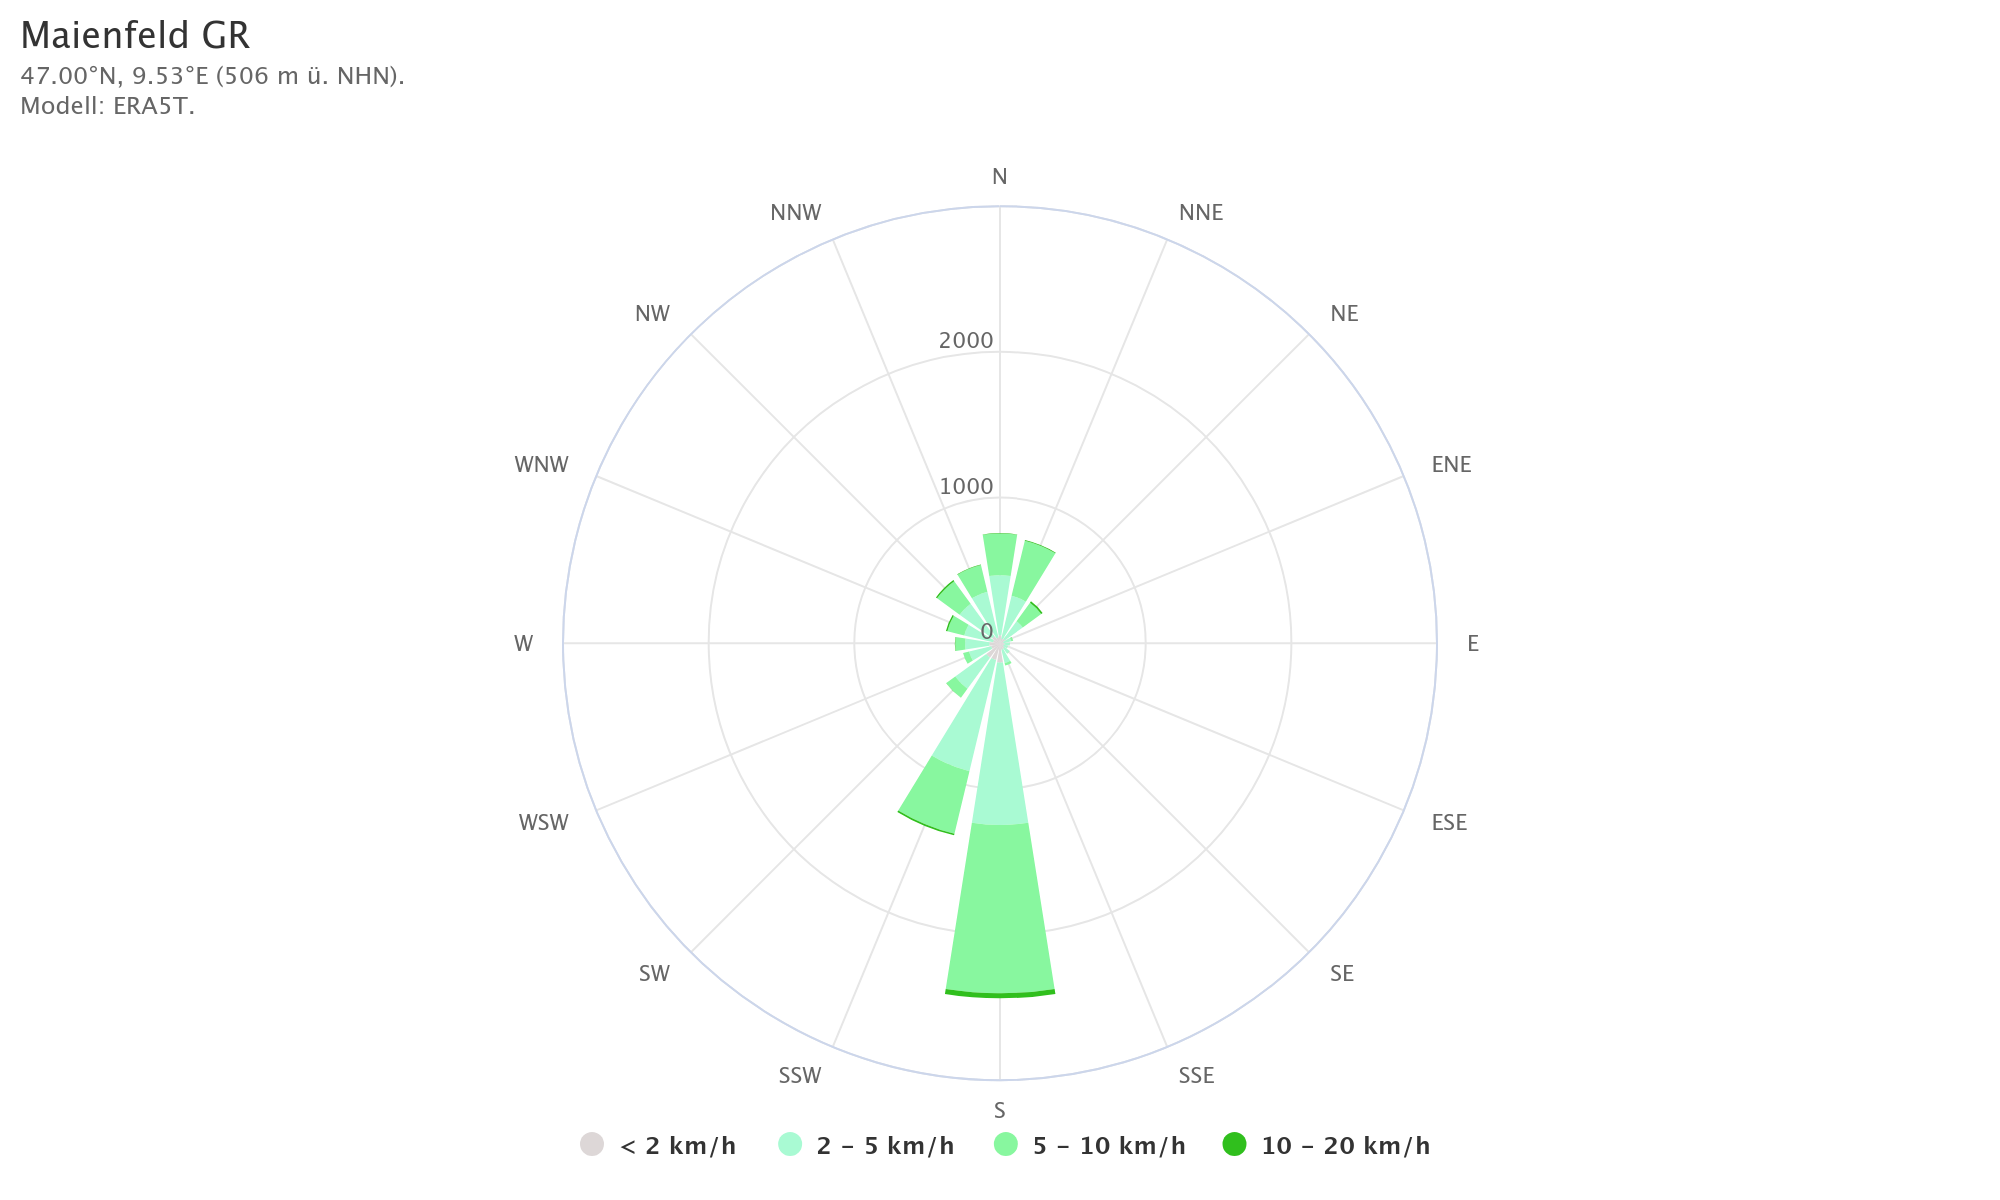 Maienfeld GR
47.00°N, 9.53°E (506 m ü. NHN).
Modell: ERA5T.
N
NNW
NNE
NW
NE
2000
WNW
ENE
1000
0
W
E
WSW
ESE
SW
SE
SSW
SSE
S
< 2 km/h
2 – 5 km/h
5 – 10 km/h
10 – 20 km/h